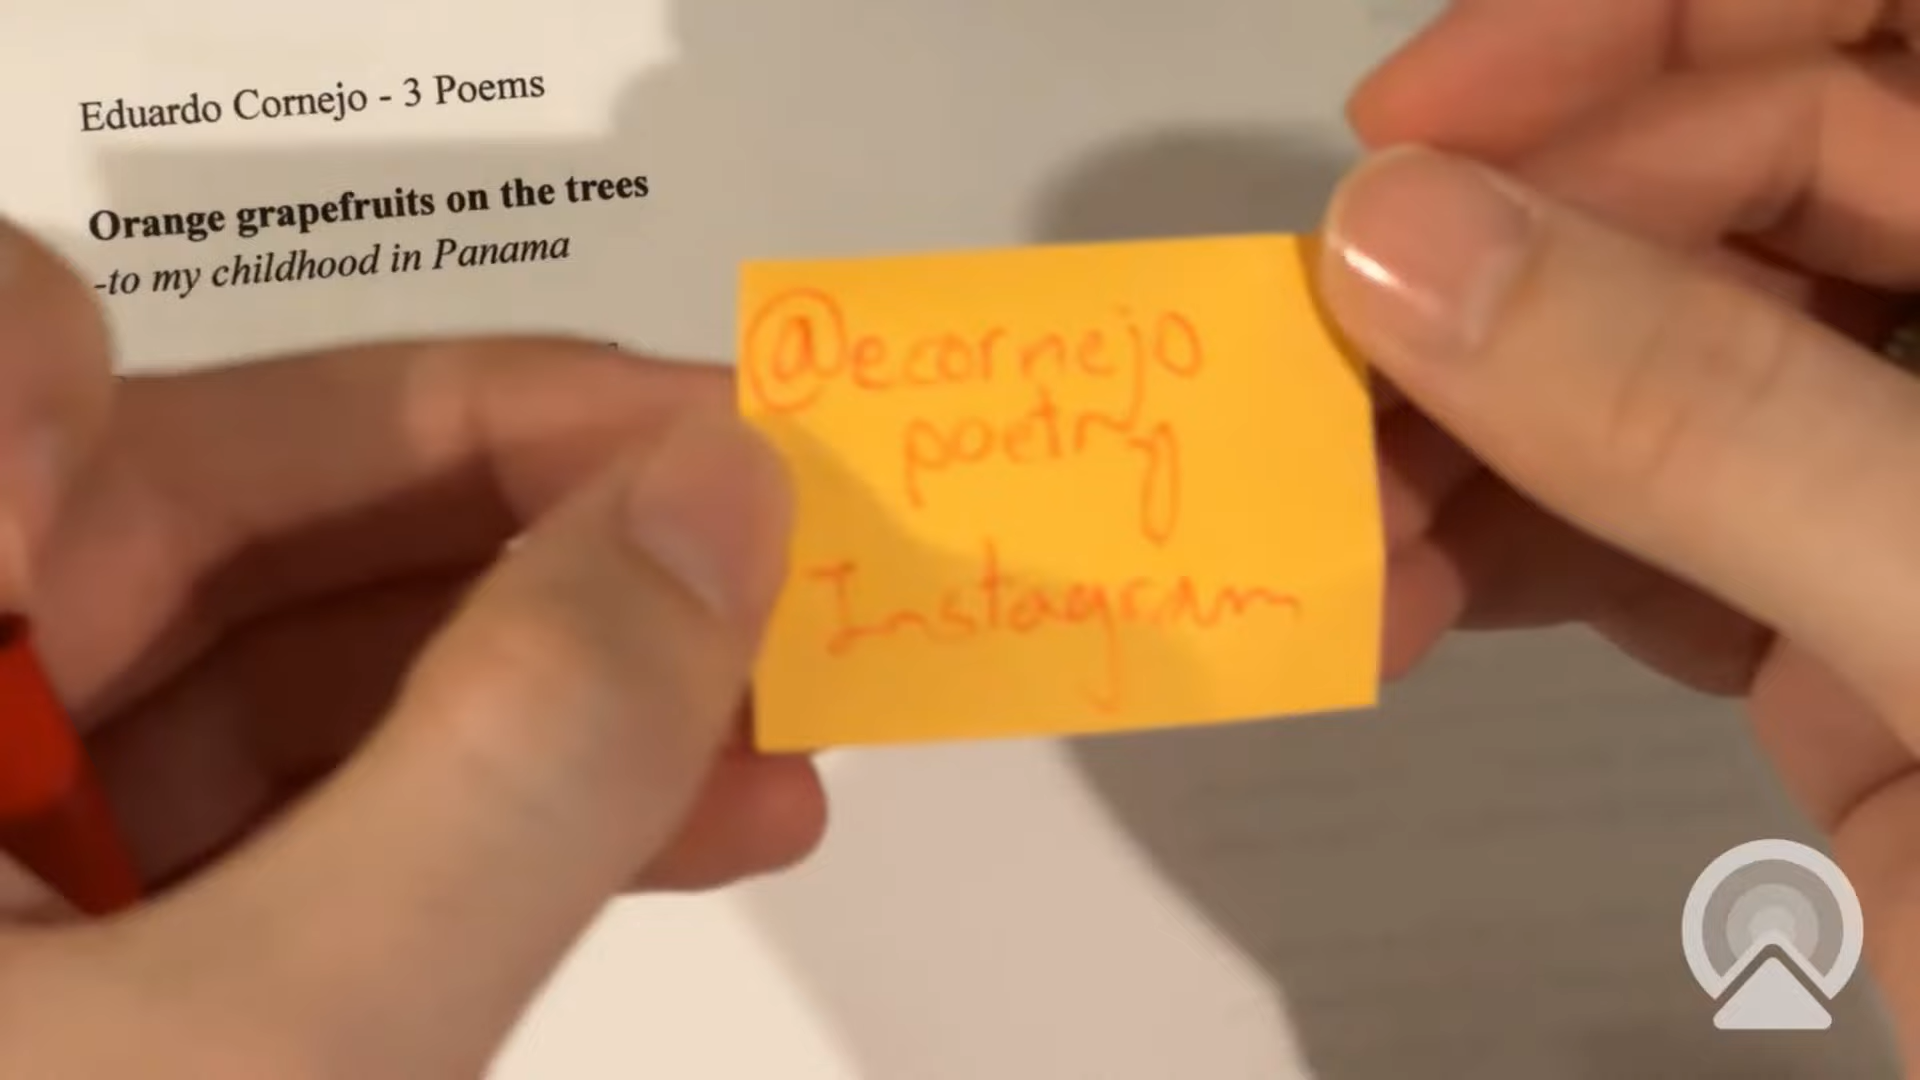 Eduardo Cornejo - 3 Poems
Orange grapefruits on the trees
-to my childhood in Panama
@ecornejo
poetry
Instagram